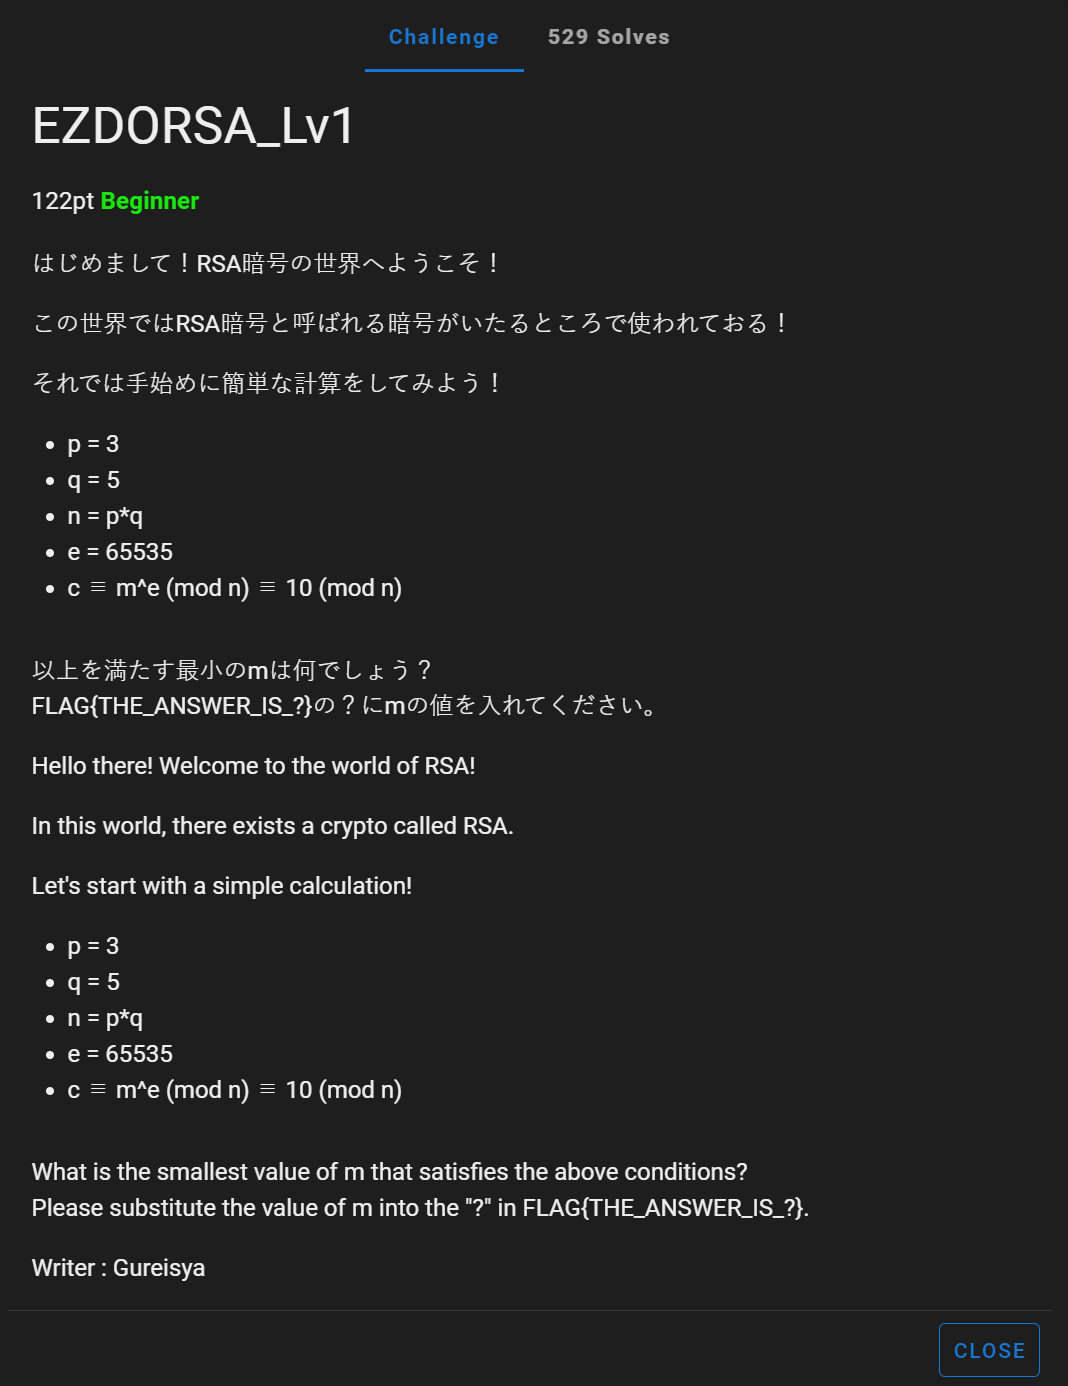 Challenge
529 Solves
EZDORSA_Lv1
122pt Beginner
はじめまして！RSA暗号の世界へようこそ！
この世界ではRSA暗号と呼ばれる暗号がいたるところで使われておる！
それでは手始めに簡単な計算をしてみよう！
• p = 3
• q = 5
• n = p*q
• e = 65535
• c ≡ m^e (mod n) ≡ 10 (mod n)
以上を満たす最小のmは何でしょう？
FLAG{THE_ANSWER_IS_?}の？にmの値を入れてください。
Hello there! Welcome to the world of RSA!
In this world, there exists a crypto called RSA.
Let's start with a simple calculation!
• p = 3
• q = 5
• n = p*q
• e = 65535
• c ≡ m^e (mod n) ≡ 10 (mod n)
What is the smallest value of m that satisfies the above conditions?
Please substitute the value of m into the "?" in FLAG{THE_ANSWER_IS_?}.
Writer : Gureisya
CLOSE